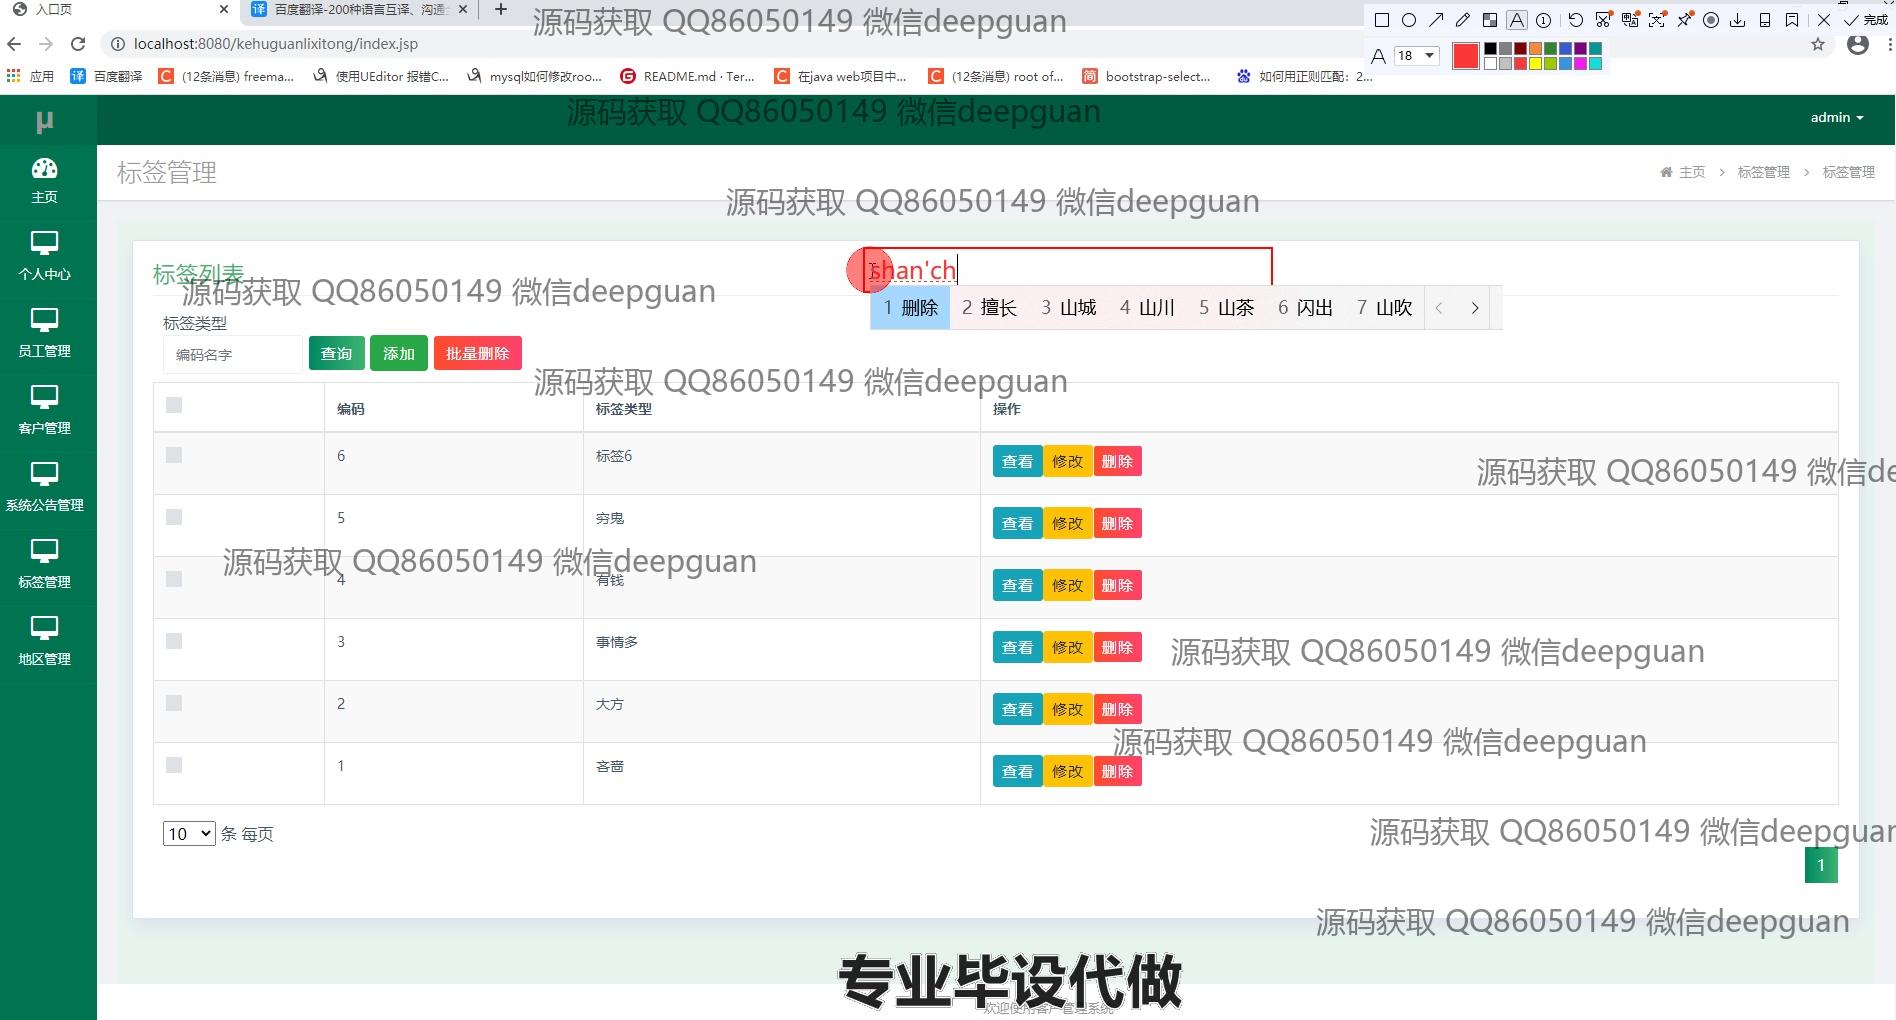 入口页
百度翻译-200种语言互译、沟通
源码获取 QQ86050149 微信deepguan
完成
localhost:8080/kehuguanlixitong/index.jsp
18
应用
百度翻译
(12条消息) freema...
使用UEditor 报错C...
mysql如何修改roo...
README.md · Ter...
在java web项目中...
(12条消息) root of...
bootstrap-select...
如何用正则匹配：2...
μ
源码获取 QQ86050149 微信deepguan
admin
主页
个人中心
员工管理
客户管理
系统公告管理
标签管理
地区管理
标签管理
主页 > 标签管理 > 标签管理
源码获取 QQ86050149 微信deepguan
标签列表
shan'ch
源码获取 QQ86050149 微信deepguan
1 删除 2 擅长 3 山城 4 山川 5 山茶 6 闪出 7 山吹
标签类型
编码名字 查询 添加 批量删除
源码获取 QQ86050149 微信deepguan
编码 标签类型 操作
6 标签6 查看 修改 删除
源码获取 QQ86050149 微信de
5 穷鬼 查看 修改 删除
源码获取 QQ86050149 微信deepguan
4 有钱 查看 修改 删除
3 事情多 查看 修改 删除
源码获取 QQ86050149 微信deepguan
2 大方 查看 修改 删除
源码获取 QQ86050149 微信deepguan
1 吝啬 查看 修改 删除
10 条 每页
源码获取 QQ86050149 微信deepguan
1
源码获取 QQ86050149 微信deepguan
专业毕设代做
欢迎使用客户管理系统